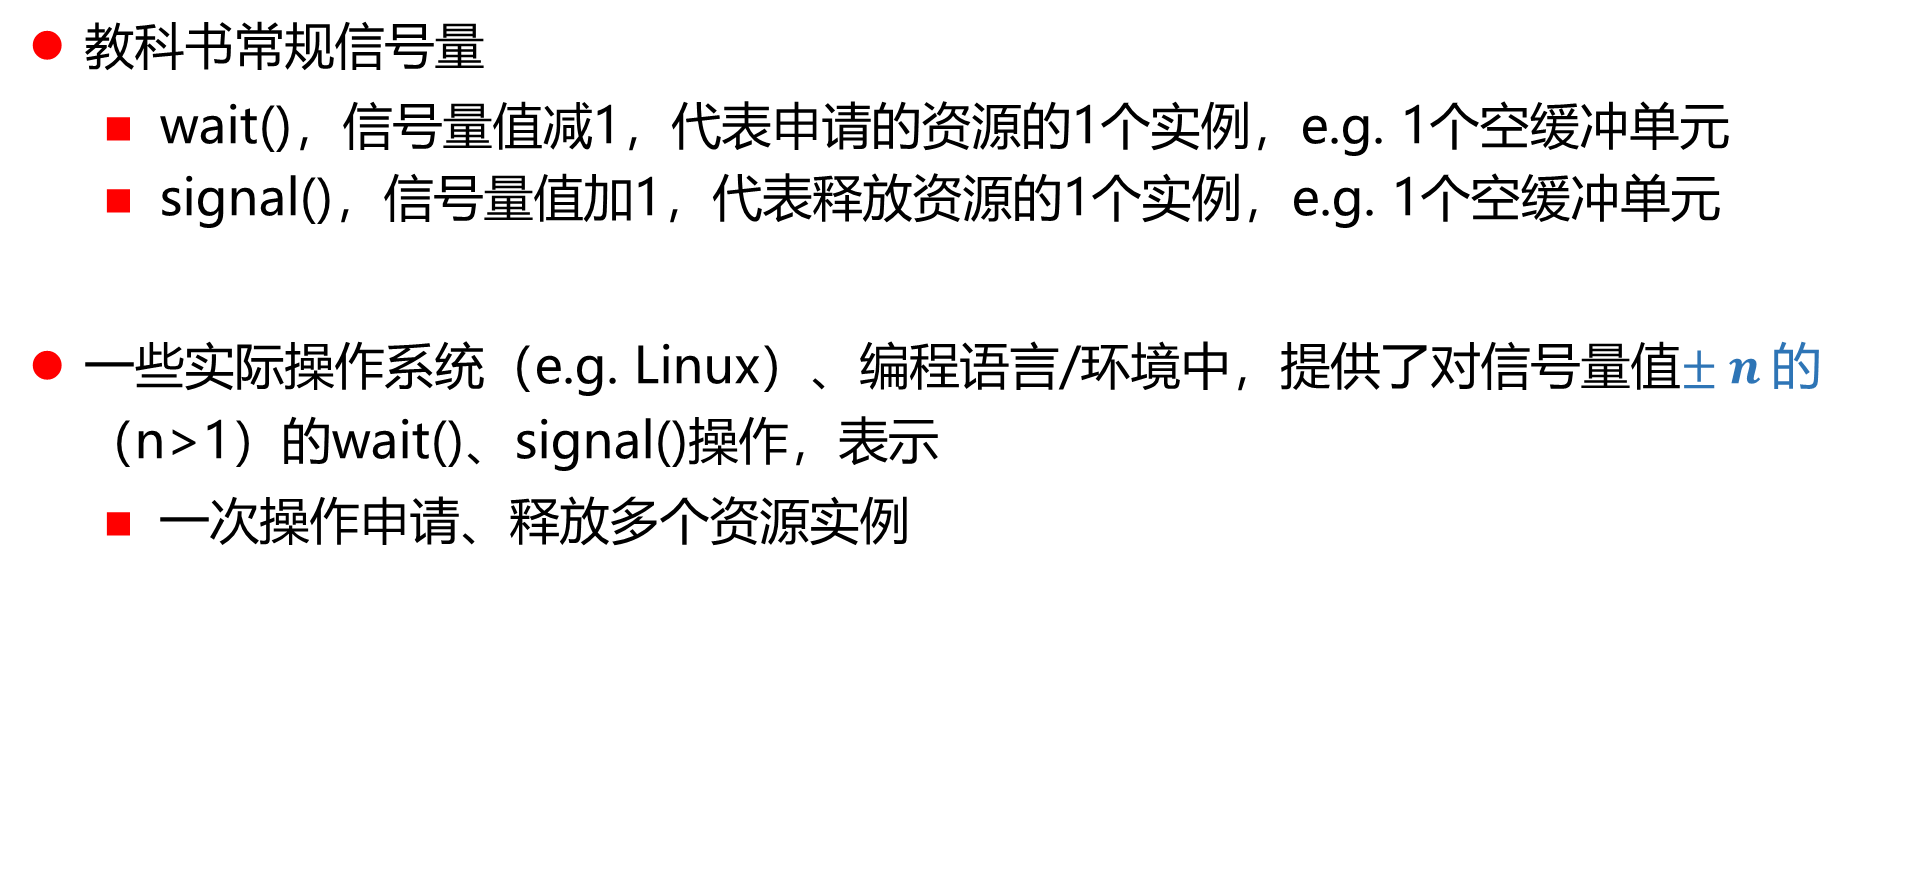 教科书常规信号量
wait()，信号量值减1，代表申请的资源的1个实例，e.g. 1个空缓冲单元
signal()，信号量值加1，代表释放资源的1个实例，e.g. 1个空缓冲单元
一些实际操作系统（e.g. Linux）、编程语言/环境中，提供了对信号量值± n 的
（n>1）的wait()、signal()操作，表示
一次操作申请、释放多个资源实例